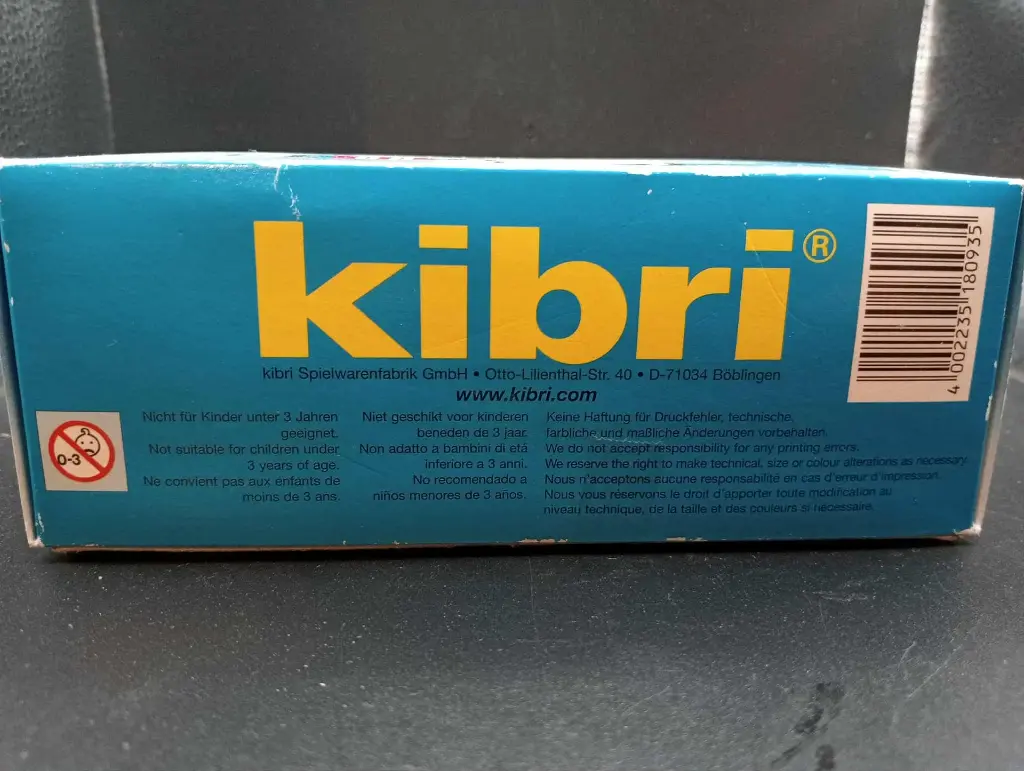 kibri®
kibri Spielwarenfabrik GmbH • Otto-Lilienthal-Str. 40 • D-71034 Böblingen
www.kibri.com
0-3
Nicht für Kinder unter 3 Jahren
geeignet.
Not suitable for children under
3 years of age.
Ne convient pas aux enfants de
moins de 3 ans.
Niet geschikt voor kinderen
beneden de 3 jaar.
Non adatto a bambini di età
inferiore a 3 anni.
No recomendado a
niños menores de 3 años.
Keine Haftung für Druckfehler, technische,
farbliche und maßliche Änderungen vorbehalten.
We do not accept responsibility for any printing errors.
We reserve the right to make technical, size or colour alterations as necessary.
Nous n'acceptons aucune responsabilité en cas d'erreur d'impression.
Nous vous réservons le droit d'apporter toute modification au
niveau technique, de la taille et des couleurs si nécessaire.
4 002235 180935